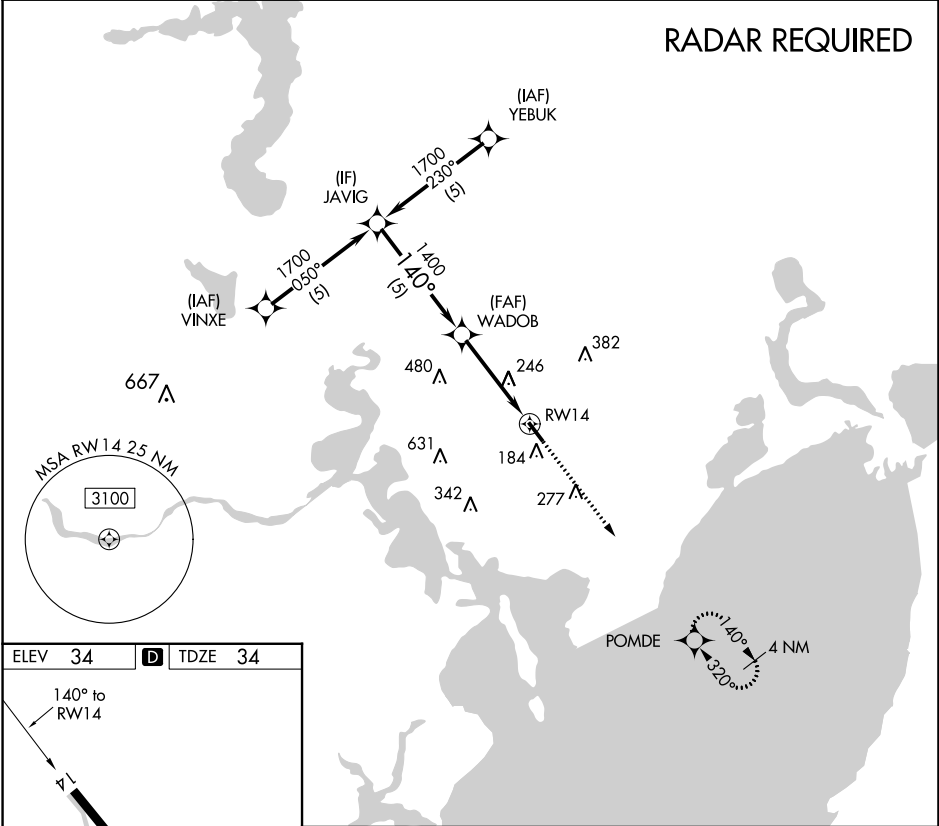 RADAR REQUIRED
(IAF)
YEBUK
1700
230°
(5)
(IF)
JAVIG
1700
050°
(5)
1400
140°
(5)
(IAF)
VINXE
(FAF)
WADOB
382
480
246
667
RW14
631
184
MSA RW14 25 NM
3100
342
277
POMDE
140°
4 NM
320°
ELEV 34 D TDZE 34
140° to
RW14
14